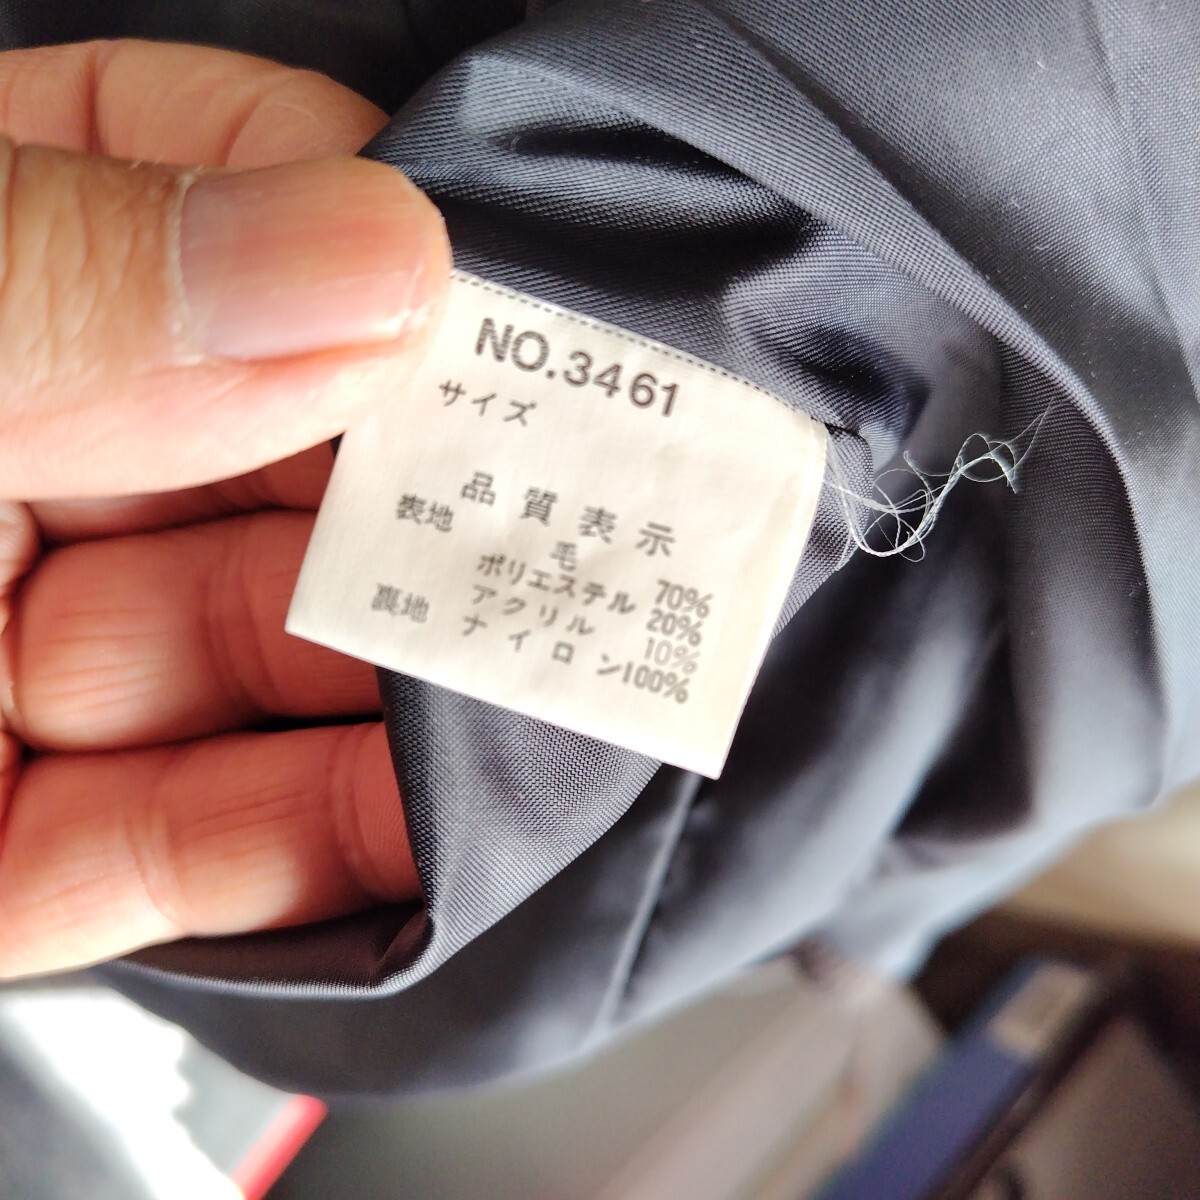 NO.3461
サイズ
品質表示
表地 毛 70%
ポリエステル 20%
アクリル 10%
裏地 ナイロン100%